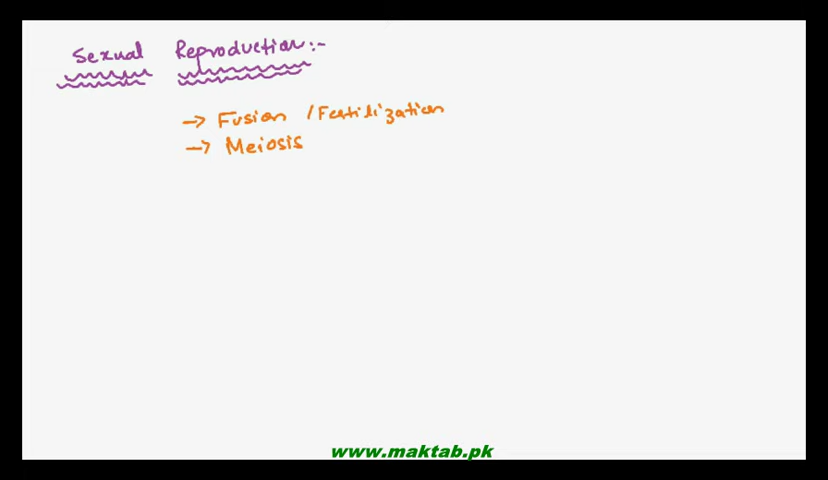 Sexual Reproduction:-
→ Fusion / Fertilization
→ Meiosis
www.maktab.pk